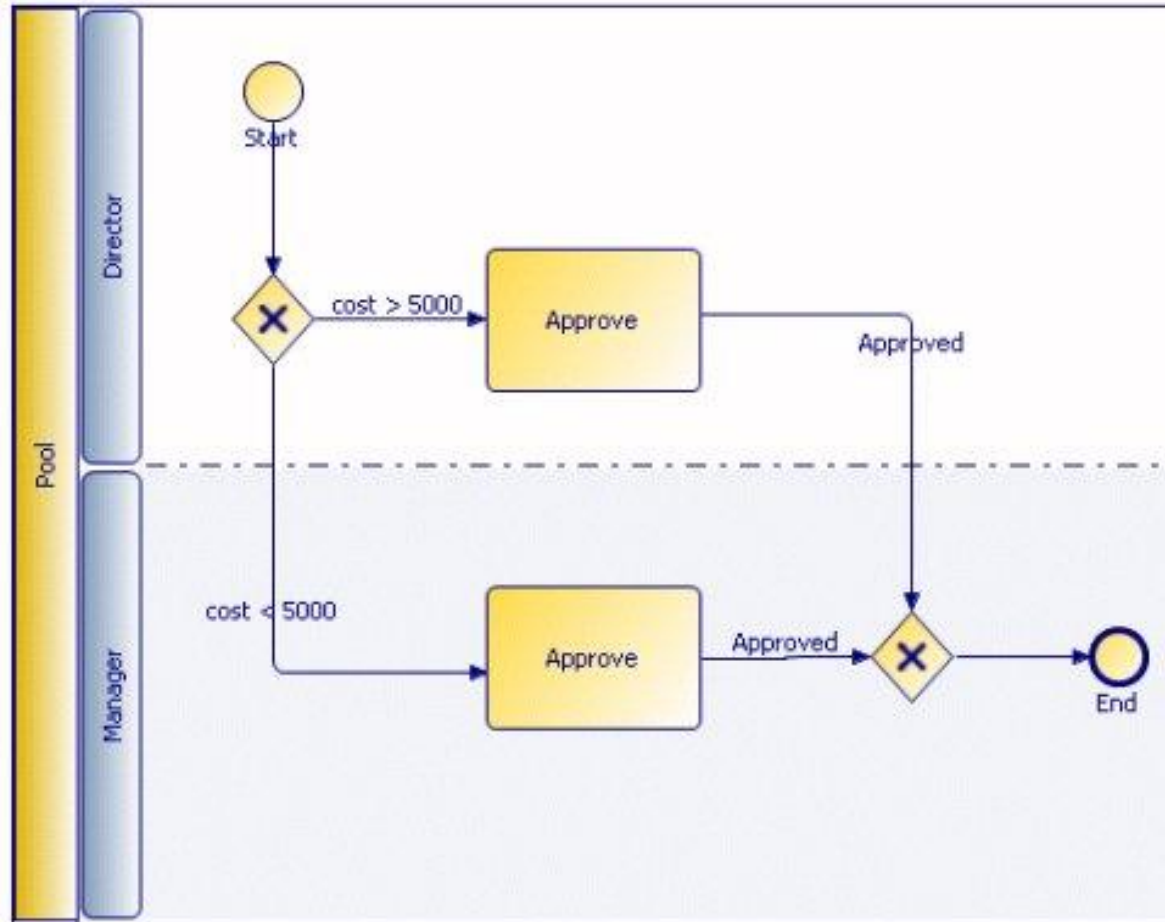 Pool
Director
Start
cost > 5000
Approve
Approved
Manager
cost < 5000
Approve
Approved
End